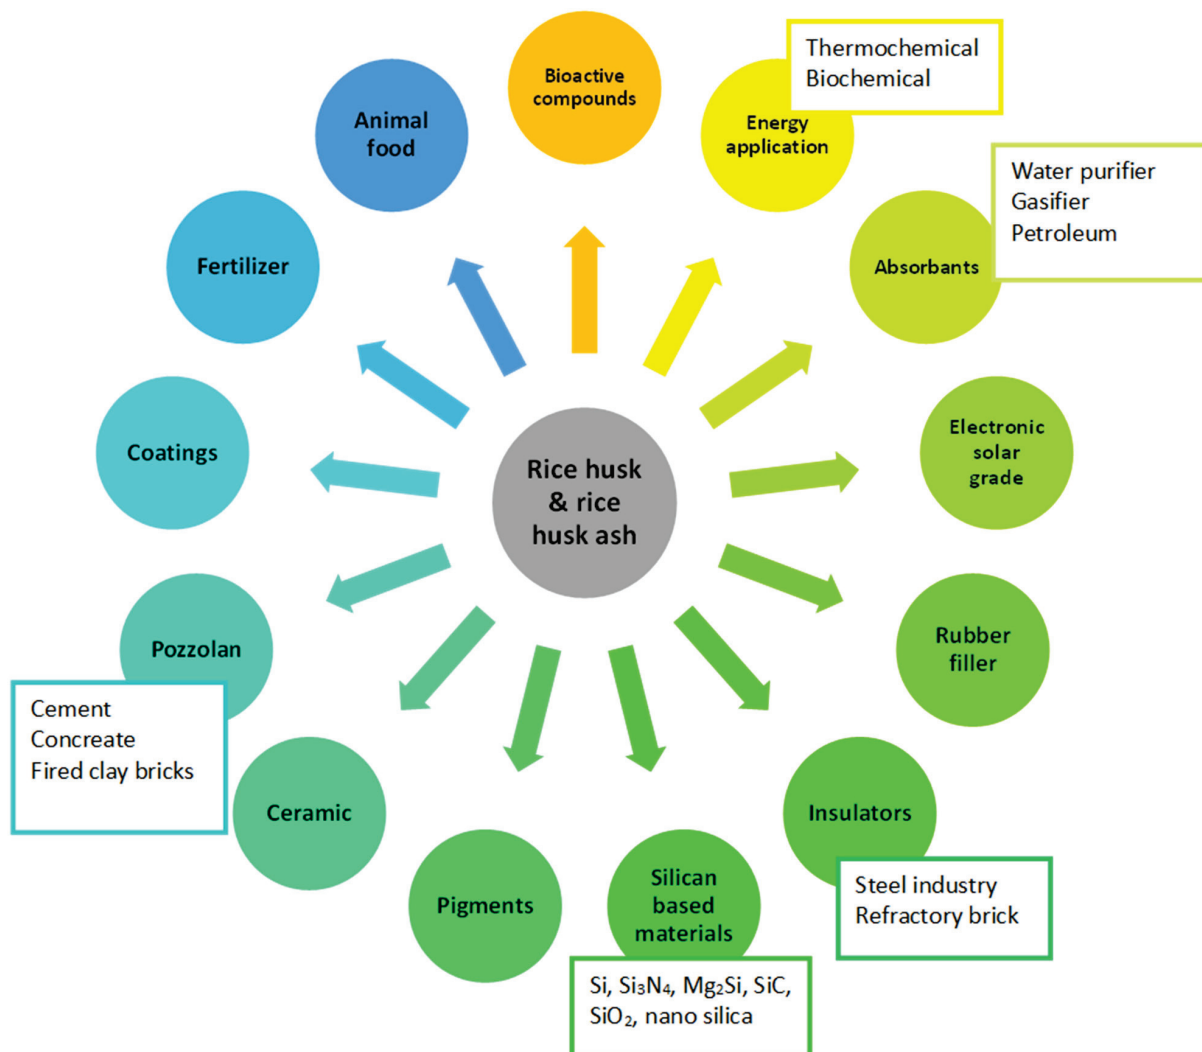 Bioactive
compounds
Thermochemical
Biochemical
Energy
application
Water purifier
Gasifier
Petroleum
Absorbants
Electronic
solar
grade
Rubber
filler
Insulators
Steel industry
Refractory brick
Silican
based
materials
Si, Si₃N₄, Mg₂Si, SiC,
SiO₂, nano silica
Pigments
Ceramic
Pozzolan
Cement
Concreate
Fired clay bricks
Coatings
Fertilizer
Animal
food
Rice husk
& rice
husk ash